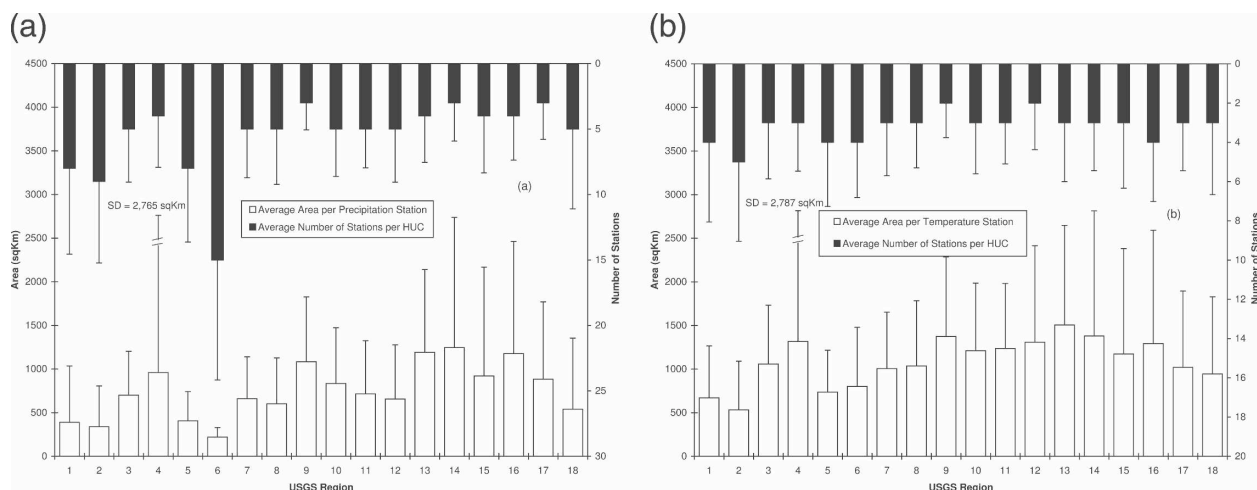 (a)
4500
4000
3500
3000
2500
2000
1500
1000
500
0
Area (sqKm)
SD = 2,765 sqKm
(a)
Average Area per Precipitation Station
Average Number of Stations per HUC
0
5
10
15
20
25
30
Number of Stations
1 2 3 4 5 6 7 8 9 10 11 12 13 14 15 16 17 18
USGS Region
(b)
4500
4000
3500
3000
2500
2000
1500
1000
500
0
Area (sqKm)
SD = 2,787 sqKm
(b)
Average Area per Temperature Station
Average Number of Stations per HUC
0
2
4
6
8
10
12
14
16
18
20
Number of Stations
1 2 3 4 5 6 7 8 9 10 11 12 13 14 15 16 17 18
USGS Region